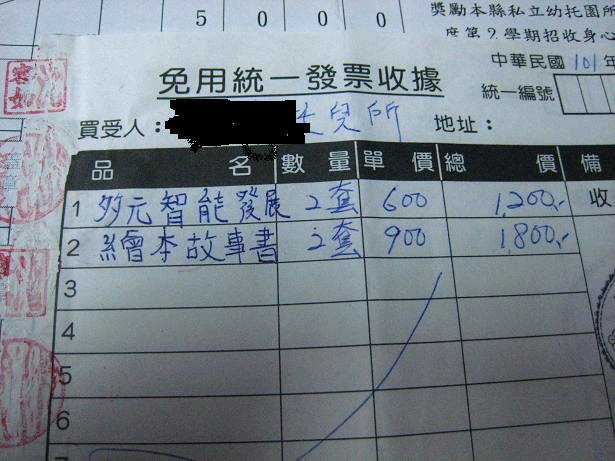 5 0 0 0
獎勵本縣私立幼托園所
度第2學期招收身心
中華民國 101 年
免用統一發票收據
統一編號
買受人： 兒所 地址：
品 名 數 量 單 價 總 價 備
1 多元智能發展 2套 600 1,200.- 收
2 繪本故事書 2套 900 1,800.-
3
4
5
6
7